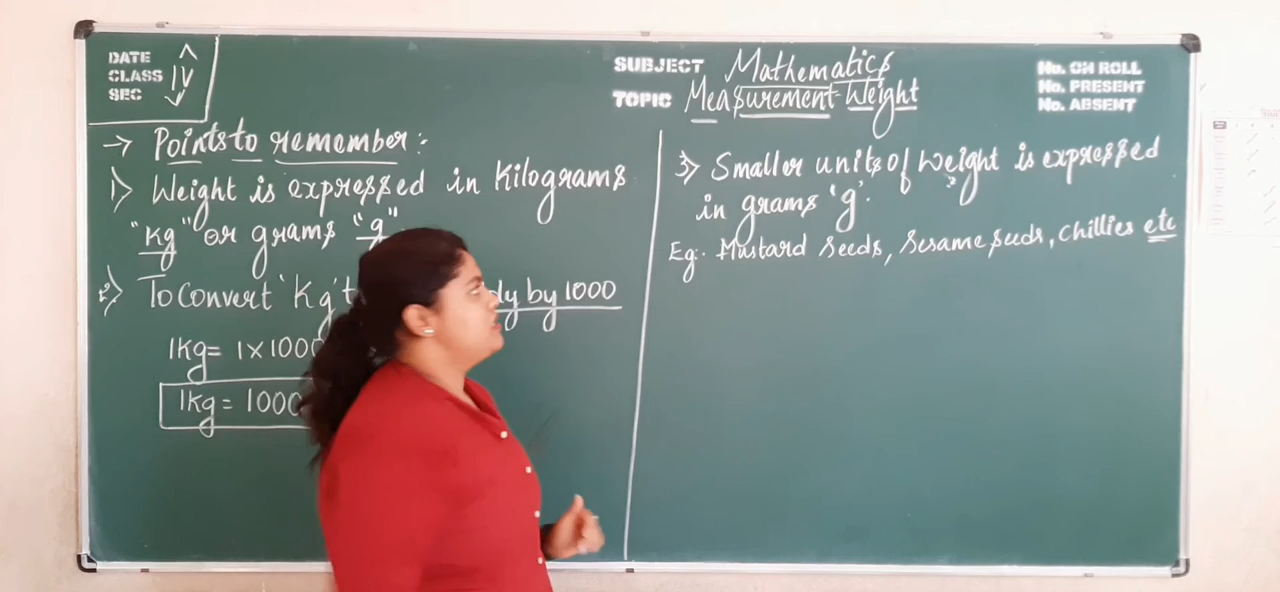 DATE
CLASS IV
SEC
SUBJECT Mathematics
TOPIC Measurement-Weight
No. ON ROLL
No. PRESENT
No. ABSENT
→ Points to remember:-
1) Weight is expressed in Kilograms
"Kg" or grams "g".
2) To Convert 'Kg' t by 1000
1Kg= 1 x 1000
1Kg= 1000
3) Smaller units of weight is expressed
in grams 'g'.
Eg:- Mustard seeds, Sesame seeds, chillies etc